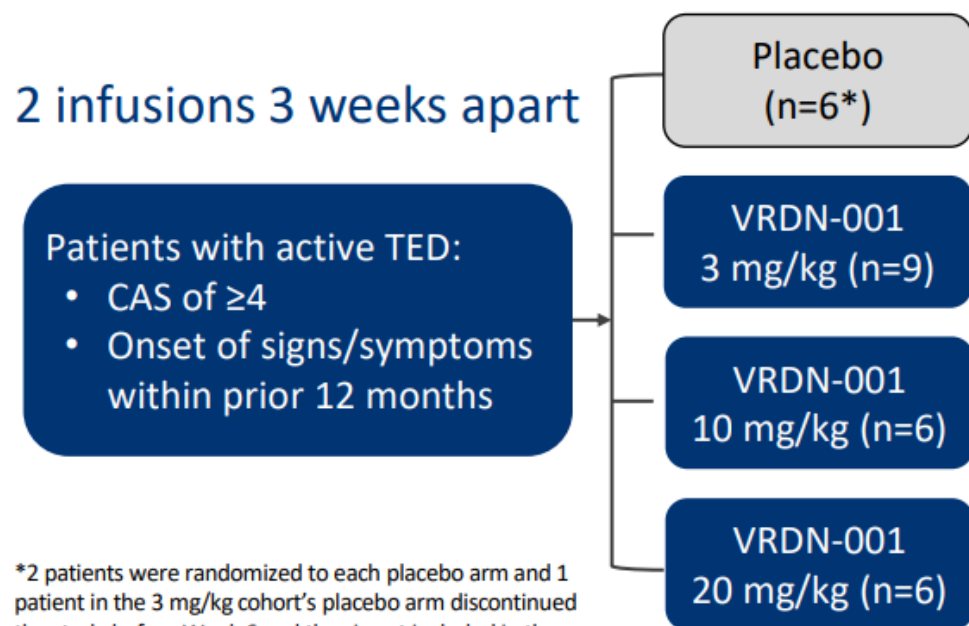 2 infusions 3 weeks apart
Patients with active TED:
• CAS of ≥4
• Onset of signs/symptoms
within prior 12 months
Placebo
(n=6*)
VRDN-001
3 mg/kg (n=9)
VRDN-001
10 mg/kg (n=6)
VRDN-001
20 mg/kg (n=6)
*2 patients were randomized to each placebo arm and 1
patient in the 3 mg/kg cohort's placebo arm discontinued